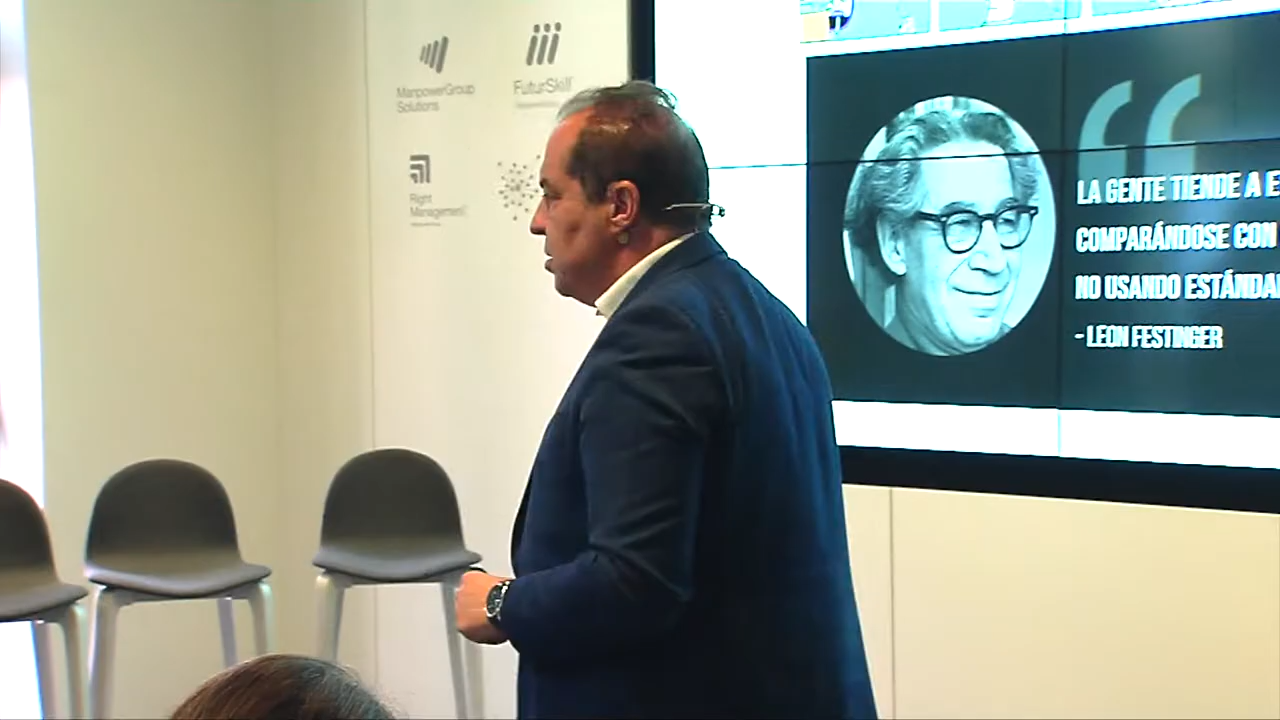 ManpowerGroup
Solutions
FuturSkill
Right
Management
LA GENTE TIENDE A E
COMPARÁNDOSE CON
NO USANDO ESTÁNDA
- LEON FESTINGER